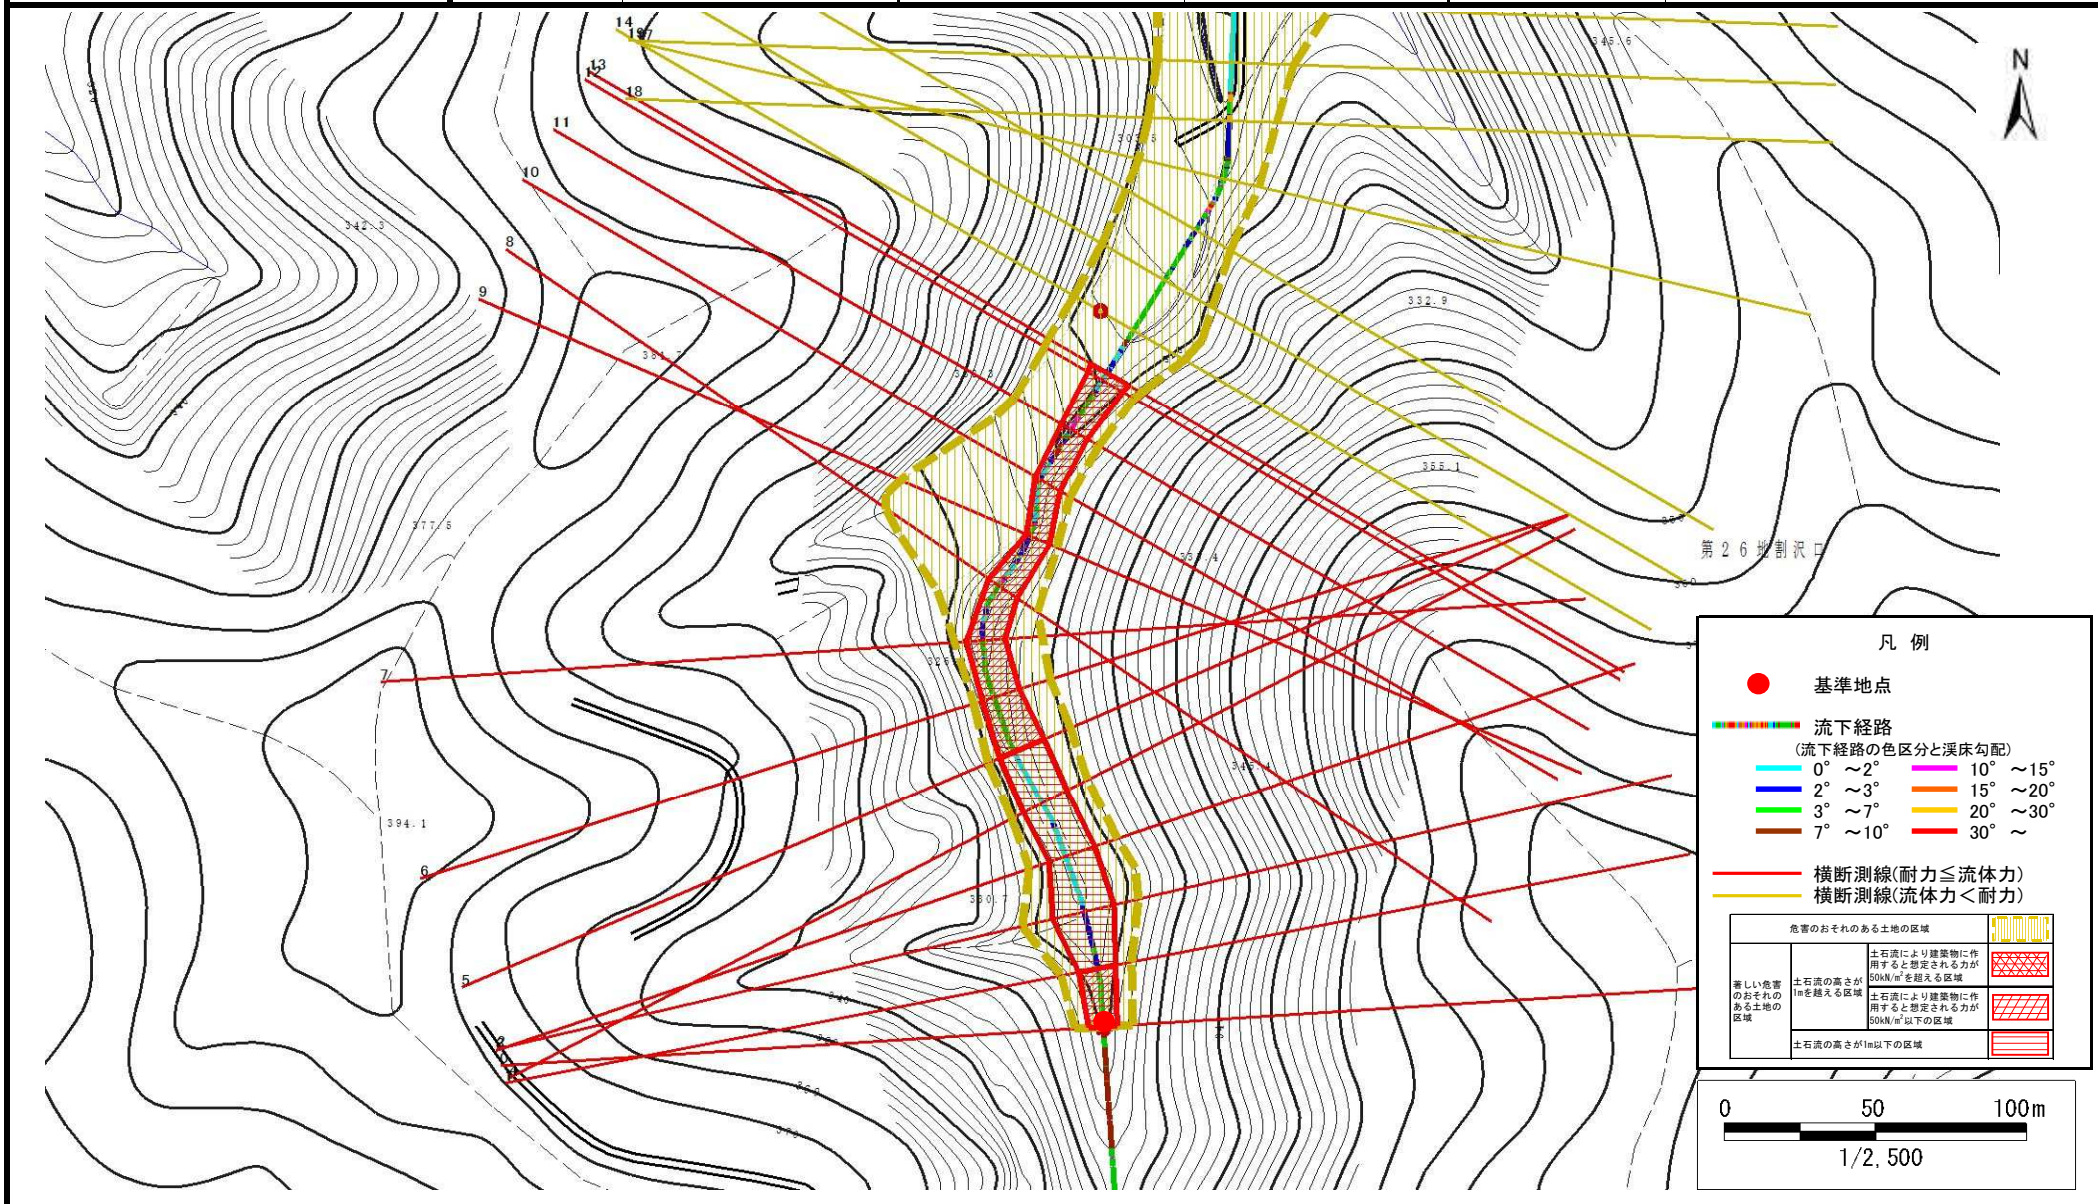 14
13
18
11
10
8
9
7
6
5
345.6
342.3
332.9
355.1
377.5
394.1
N
第26地割沢口
凡 例
基準地点
流下経路
(流下経路の色区分と渓床勾配)
0° ～2° 10° ～15°
2° ～3° 15° ～20°
3° ～7° 20° ～30°
7° ～10° 30° ～
横断測線(耐力≦流体力)
横断測線(流体力＜耐力)
危害のおそれのある土地の区域
著しい危害
のおそれの
ある土地の
区域
土石流の高さが
1mを越える区域
土石流により建築物に作
用すると想定される力が
50kN/m²を超える区域
土石流により建築物に作
用すると想定される力が
50kN/m²以下の区域
土石流の高さが1m以下の区域
0 50 100m
1/2,500